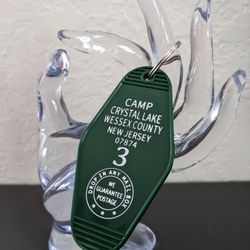 CAMP
CRYSTAL LAKE
WESSEX COUNTY
NEW JERSEY
07874
3
DROP IN ANY MAIL BOX
WE
GUARANTEE
POSTAGE